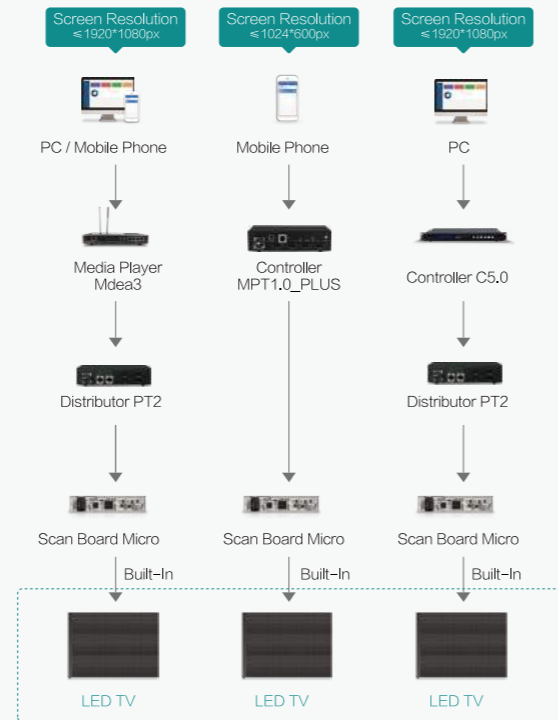 Screen Resolution
≤1920*1080px
PC / Mobile Phone
Media Player
Mdea3
Distributor PT2
Scan Board Micro
Built-In
LED TV
Screen Resolution
≤1024*600px
Mobile Phone
Controller
MPT1.0_PLUS
Scan Board Micro
Built-In
LED TV
Screen Resolution
≤1920*1080px
PC
Controller C5.0
Distributor PT2
Scan Board Micro
Built-In
LED TV